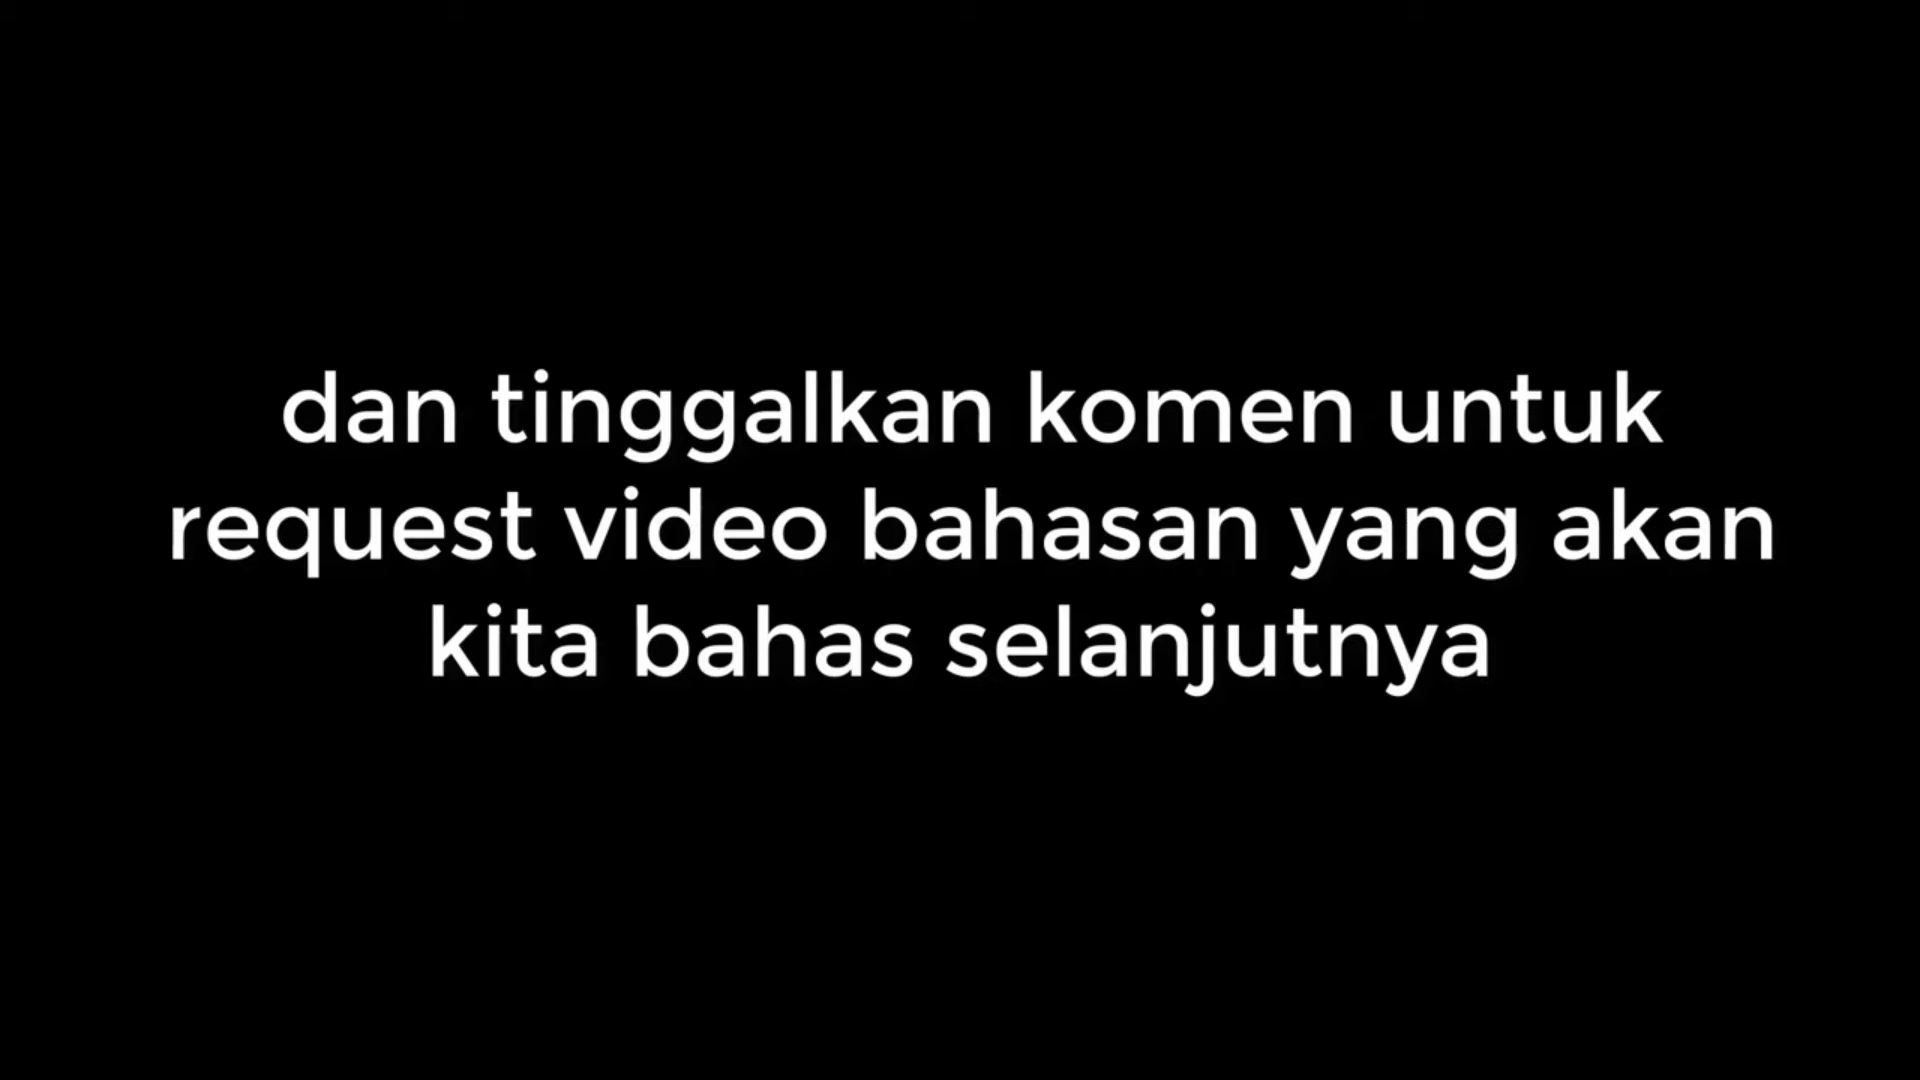 dan tinggalkan komen untuk
request video bahasan yang akan
kita bahas selanjutnya